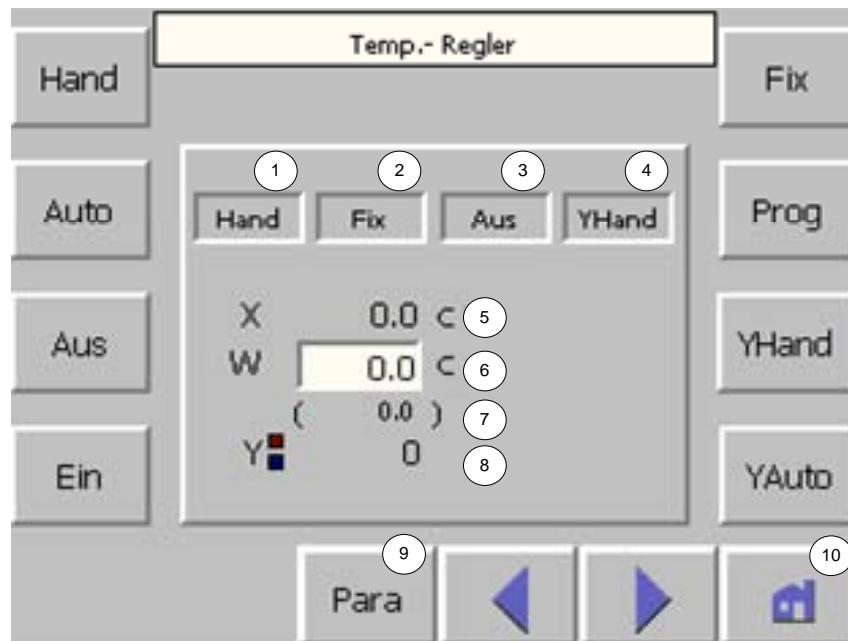 Temp.- Regler
Hand
Fix
1
2
3
4
Auto
Hand
Fix
Aus
YHand
Prog
X
0.0
C
5
Aus
W
0.0
C
6
YHand
( 0.0 )
7
Y
0
8
Ein
YAuto
9
10
Para